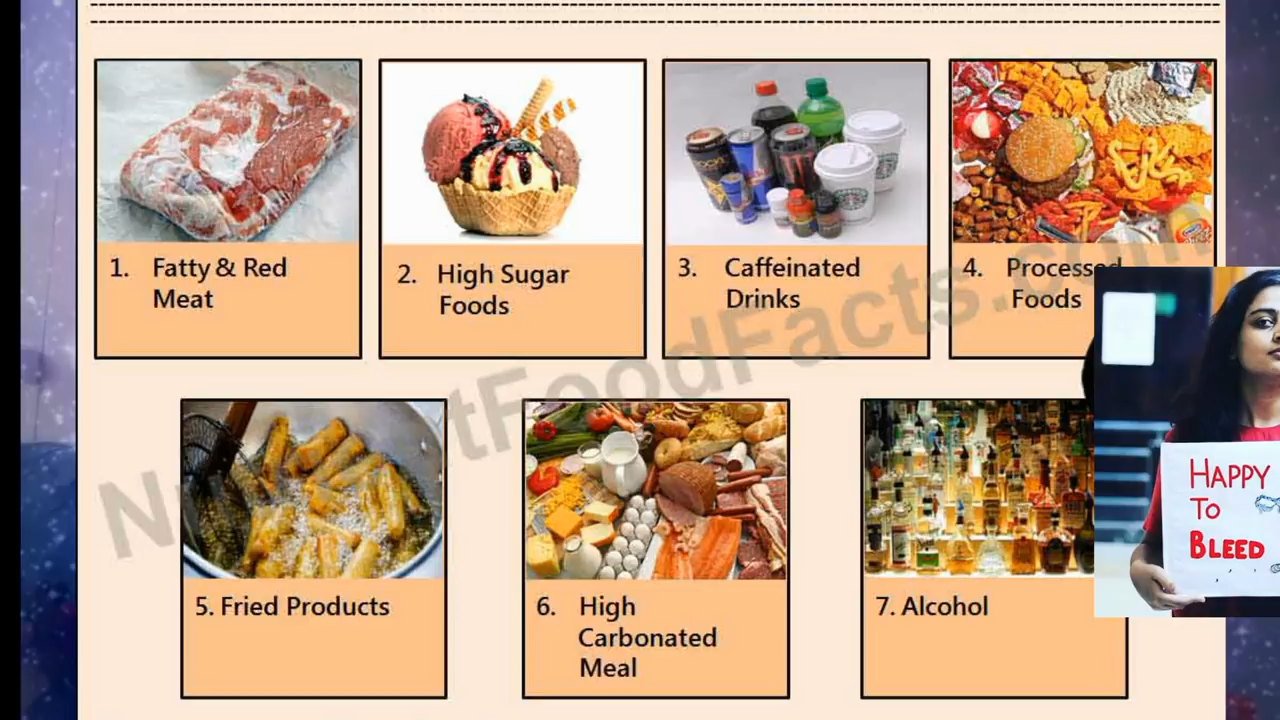 1. Fatty & Red
Meat
2. High Sugar
Foods
3. Caffeinated
Drinks
4. Processed
Foods
5. Fried Products
6. High
Carbonated
Meal
7. Alcohol
HAPPY
TO
BLEED